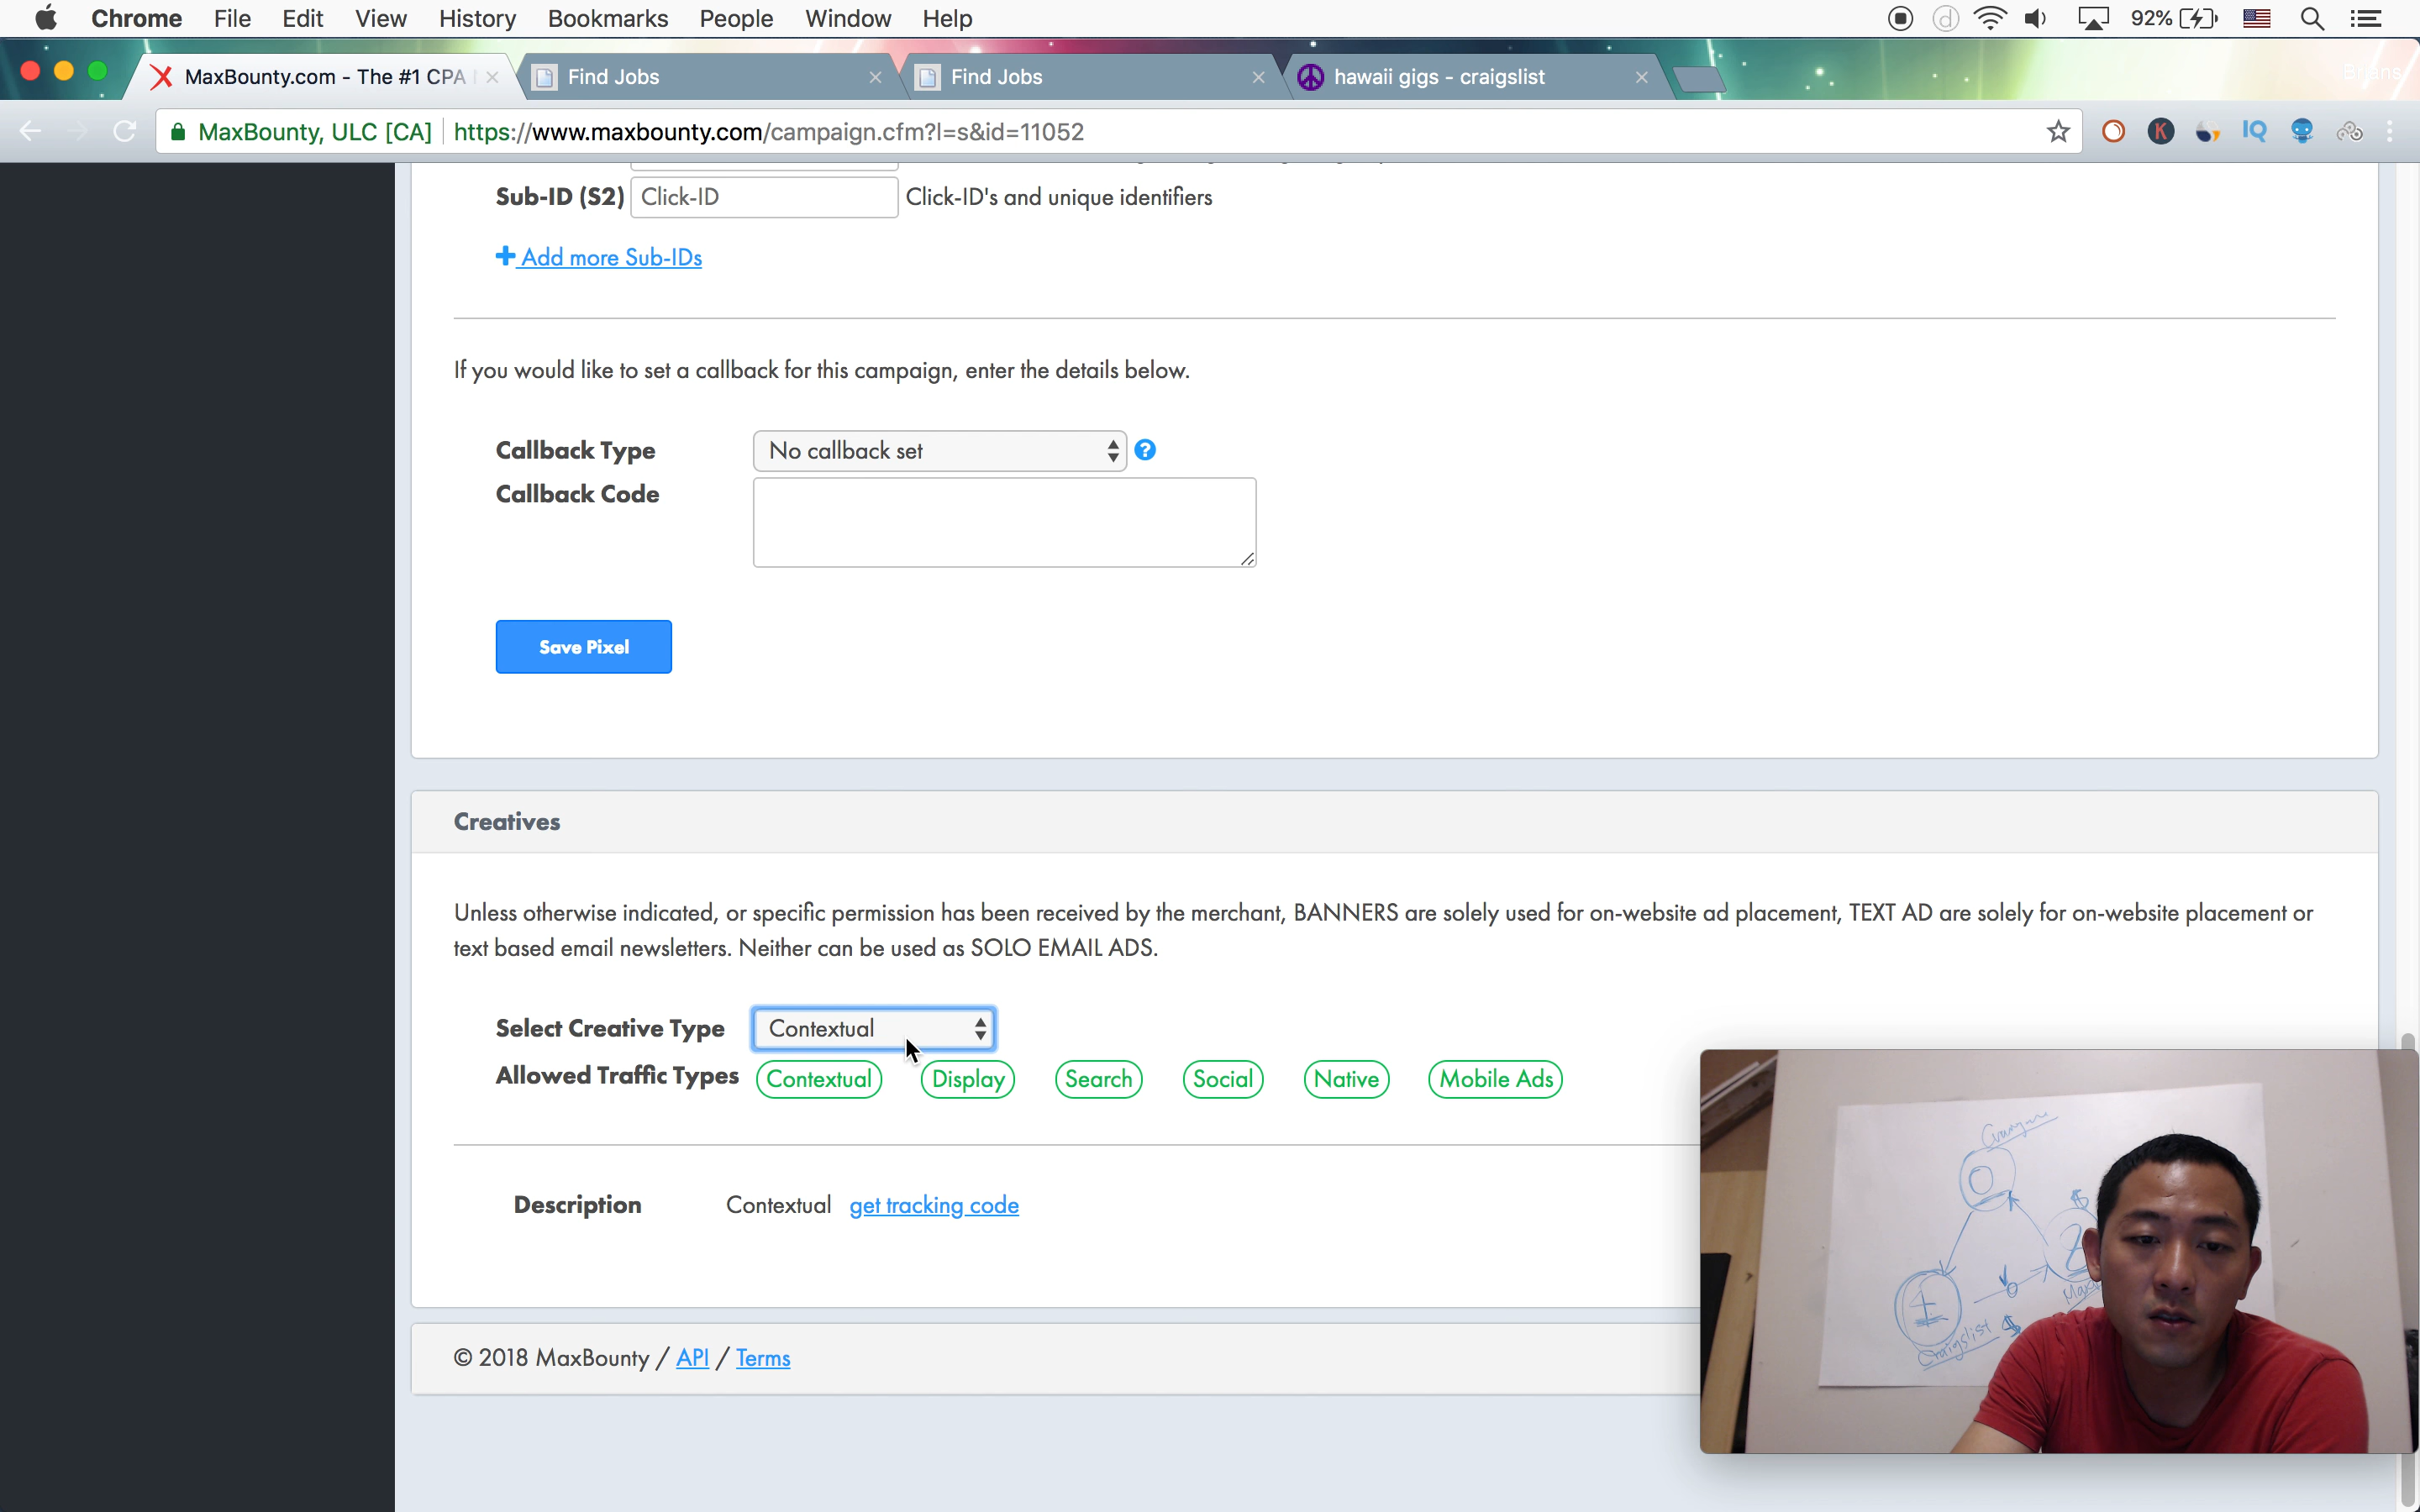 Chrome File Edit View History Bookmarks People Window Help
92%
MaxBounty.com - The #1 CPA
Find Jobs
Find Jobs
hawaii gigs - craigslist
MaxBounty, ULC [CA]
https://www.maxbounty.com/campaign.cfm?l=s&id=11052
Sub-ID (S2) Click-ID Click-ID's and unique identifiers
Add more Sub-IDs
If you would like to set a callback for this campaign, enter the details below.
Callback Type No callback set ?
Callback Code
Save Pixel
Creatives
Unless otherwise indicated, or specific permission has been received by the merchant, BANNERS are solely used for on-website ad placement, TEXT AD are solely for on-website placement or
text based email newsletters. Neither can be used as SOLO EMAIL ADS.
Select Creative Type Contextual
Allowed Traffic Types Contextual Display Search Social Native Mobile Ads
Description Contextual get tracking code
© 2018 MaxBounty / API / Terms
Craigslist $